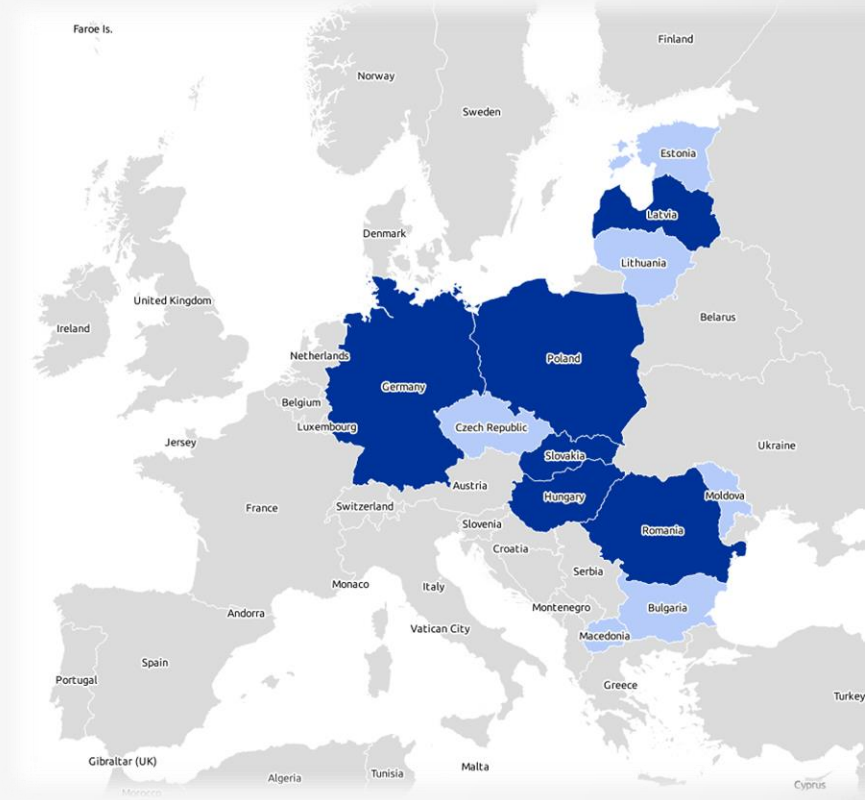 Faroe Is.
Finland
Norway
Sweden
Estonia
Latvia
Denmark
Lithuania
United Kingdom
Ireland
Belarus
Netherlands
Poland
Germany
Belgium
Luxembourg
Czech Republic
Jersey
Ukraine
Slovakia
Austria
Hungary
Moldova
Switzerland
France
Slovenia
Romania
Croatia
Serbia
Monaco
Italy
Montenegro
Bulgaria
Andorra
Vatican City
Macedonia
Spain
Portugal
Greece
Turkey
Gibraltar (UK)
Malta
Tunisia
Algeria
Cyprus
Morocco